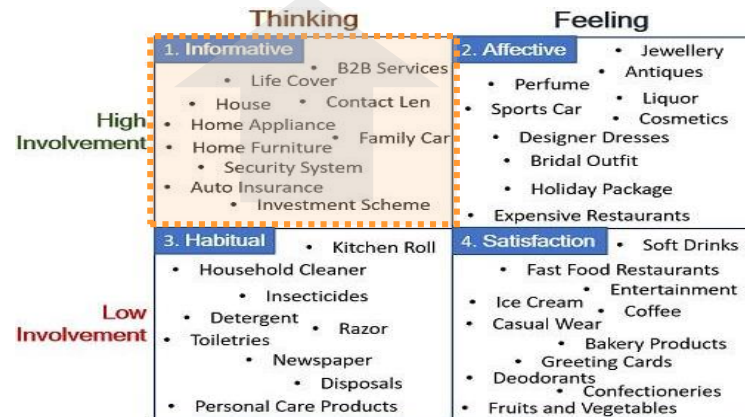 Thinking
Feeling
High
Involvement
1. Informative
• B2B Services
• Life Cover
• House
• Contact Len
• Home Appliance
• Family Car
• Home Furniture
• Security System
• Auto Insurance
• Investment Scheme
2. Affective
• Jewellery
• Antiques
• Perfume
• Liquor
• Sports Car
• Cosmetics
• Designer Dresses
• Bridal Outfit
• Holiday Package
• Expensive Restaurants
Low
Involvement
3. Habitual
• Kitchen Roll
• Household Cleaner
• Insecticides
• Detergent
• Razor
• Toiletries
• Newspaper
• Disposals
• Personal Care Products
4. Satisfaction
• Soft Drinks
• Fast Food Restaurants
• Entertainment
• Ice Cream
• Coffee
• Casual Wear
• Bakery Products
• Greeting Cards
• Deodorants
• Confectioneries
• Fruits and Vegetables